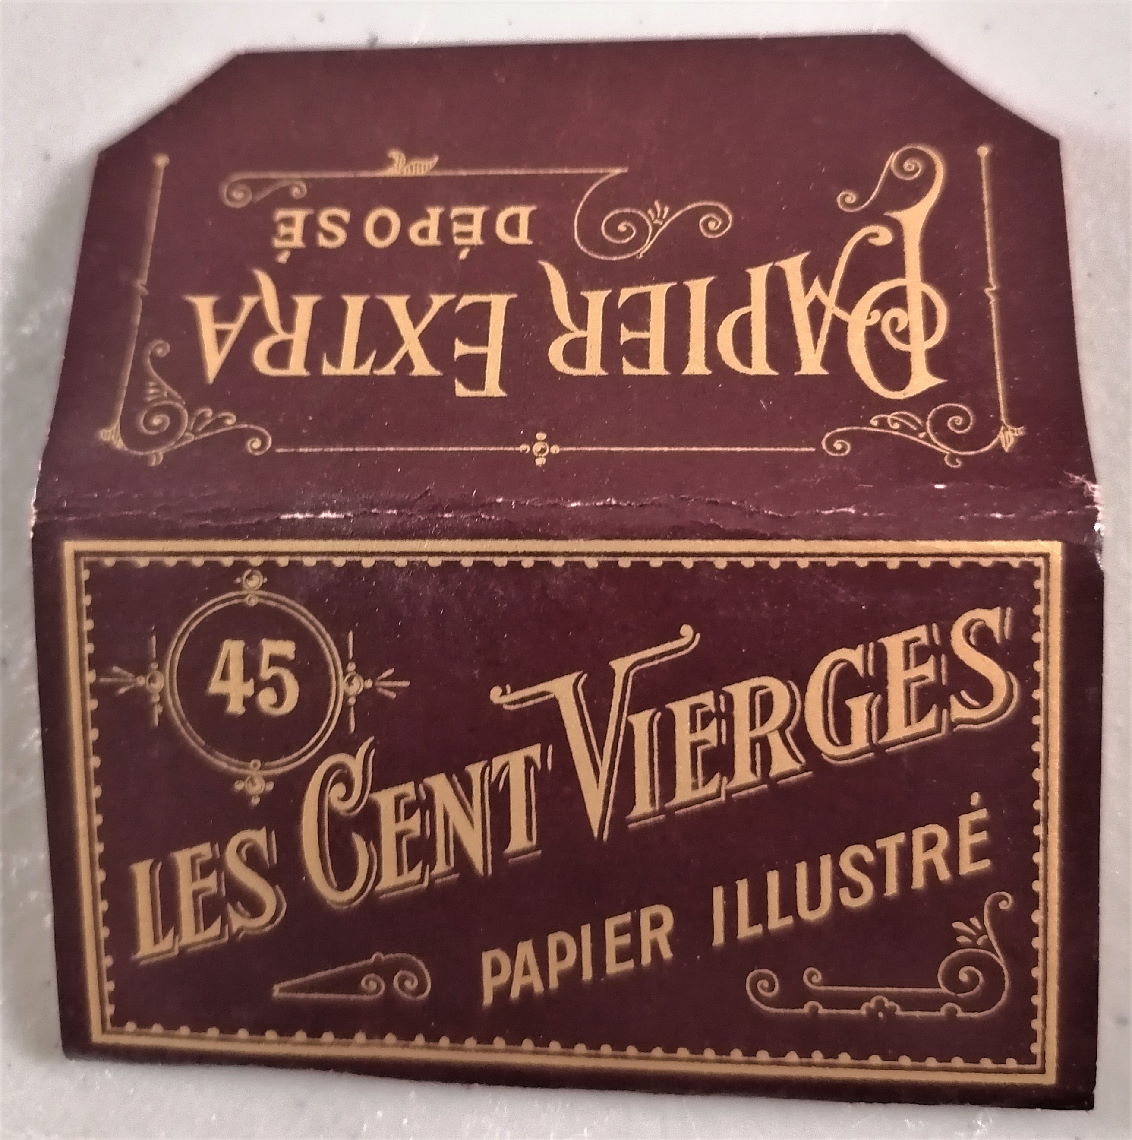 PAPIER EXTRA
DÉPOSÉ
45
LES CENT VIERGES
PAPIER ILLUSTRÉ